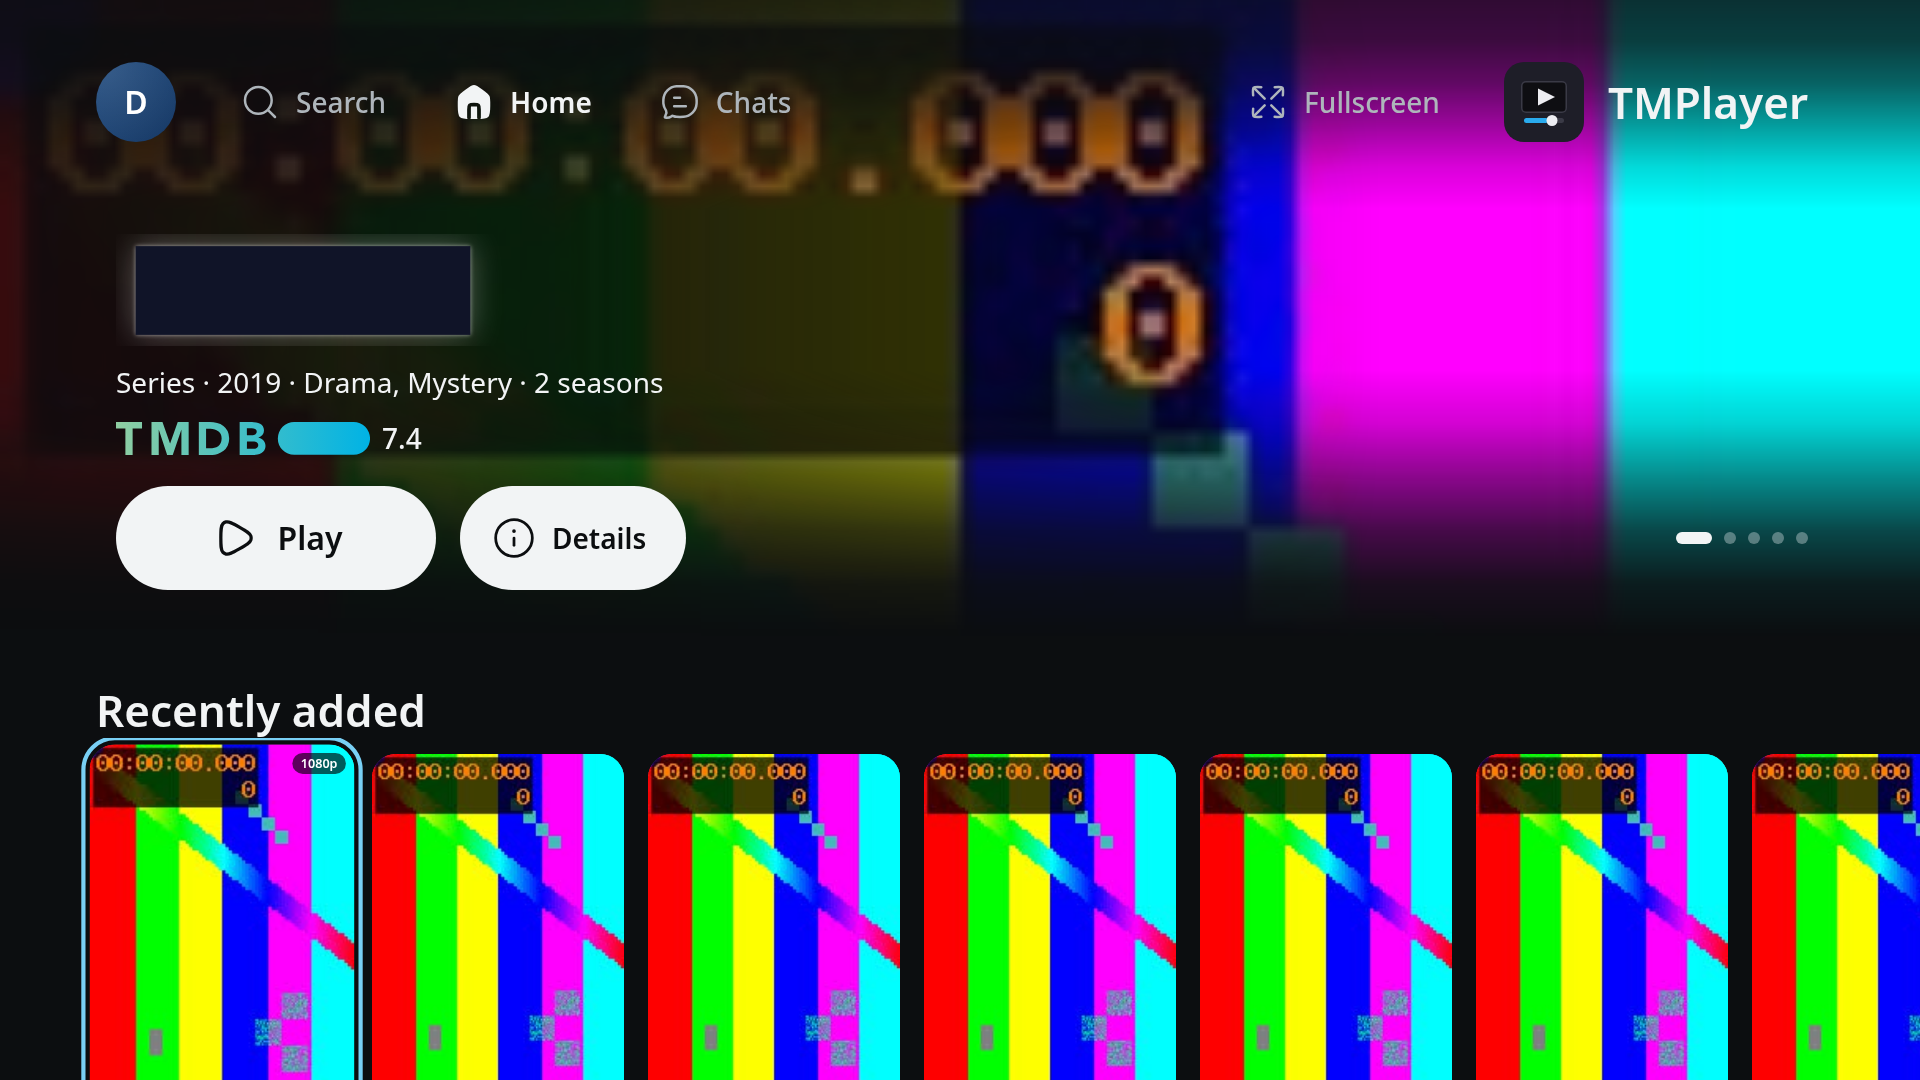 D
Search
Home
Chats
Fullscreen
TMPlayer
00:00:00.000
0
Series · 2019 · Drama, Mystery · 2 seasons
TMDB 7.4
Play
Details
Recently added
00:00:00.000
0
1080p
00:00:00.000
0
00:00:00.000
0
00:00:00.000
0
00:00:00.000
0
00:00:00.000
0
00:00:00.000
0